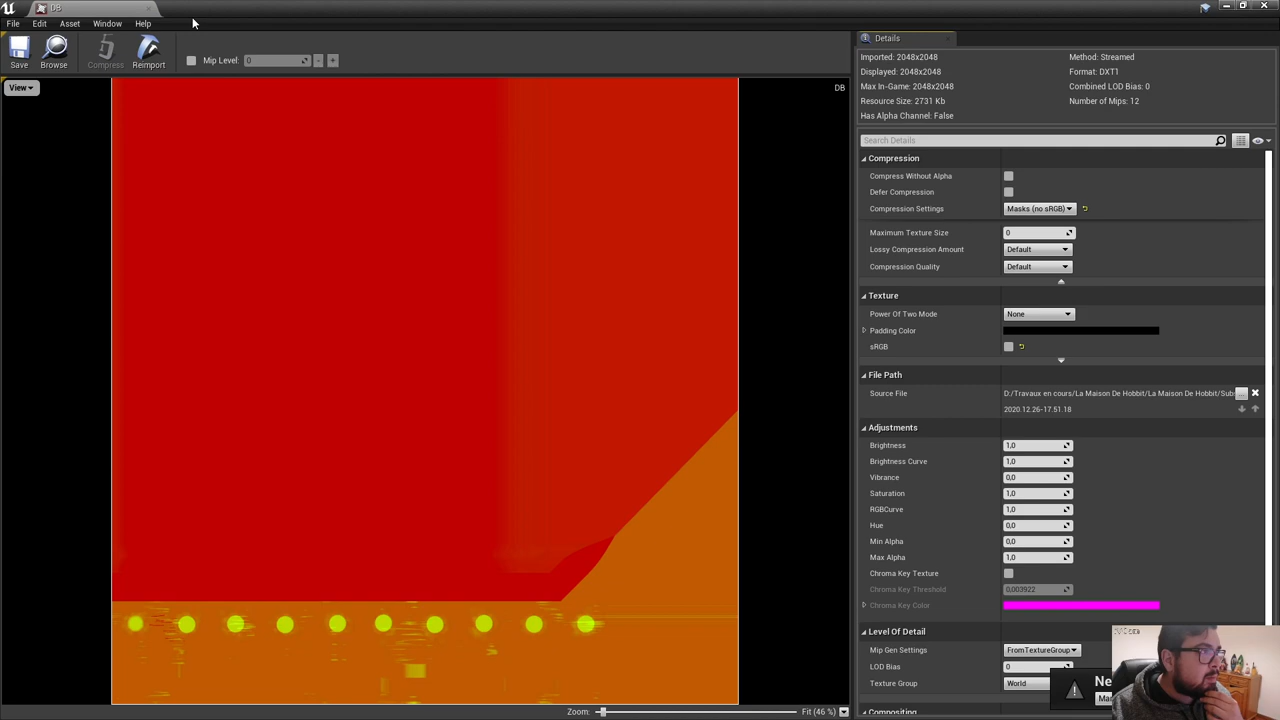 DB
File Edit Asset Window Help
Save Browse Compress Reimport Mip Level: 0 - +
View
DB
Details
Imported: 2048x2048 Method: Streamed
Displayed: 2048x2048 Format: DXT1
Max In-Game: 2048x2048 Combined LOD Bias: 0
Resource Size: 2731 Kb Number of Mips: 12
Has Alpha Channel: False
Search Details
Compression
Compress Without Alpha
Defer Compression
Compression Settings Masks (no sRGB)
Maximum Texture Size 0
Lossy Compression Amount Default
Compression Quality Default
Texture
Power Of Two Mode None
Padding Color
sRGB
File Path
Source File D:/Travaux en cours/La Maison De Hobbit/La Maison De Hobbit/Sub ...
2020.12.26-17.51.18
Adjustments
Brightness 1,0
Brightness Curve 1,0
Vibrance 0,0
Saturation 1,0
RGBCurve 1,0
Hue 0,0
Min Alpha 0,0
Max Alpha 1,0
Chroma Key Texture
Chroma Key Threshold 0,003922
Chroma Key Color
Level Of Detail
Mip Gen Settings FromTextureGroup
LOD Bias 0
Texture Group World
Compositing
Ne
Ma
Zoom: Fit (46 %)